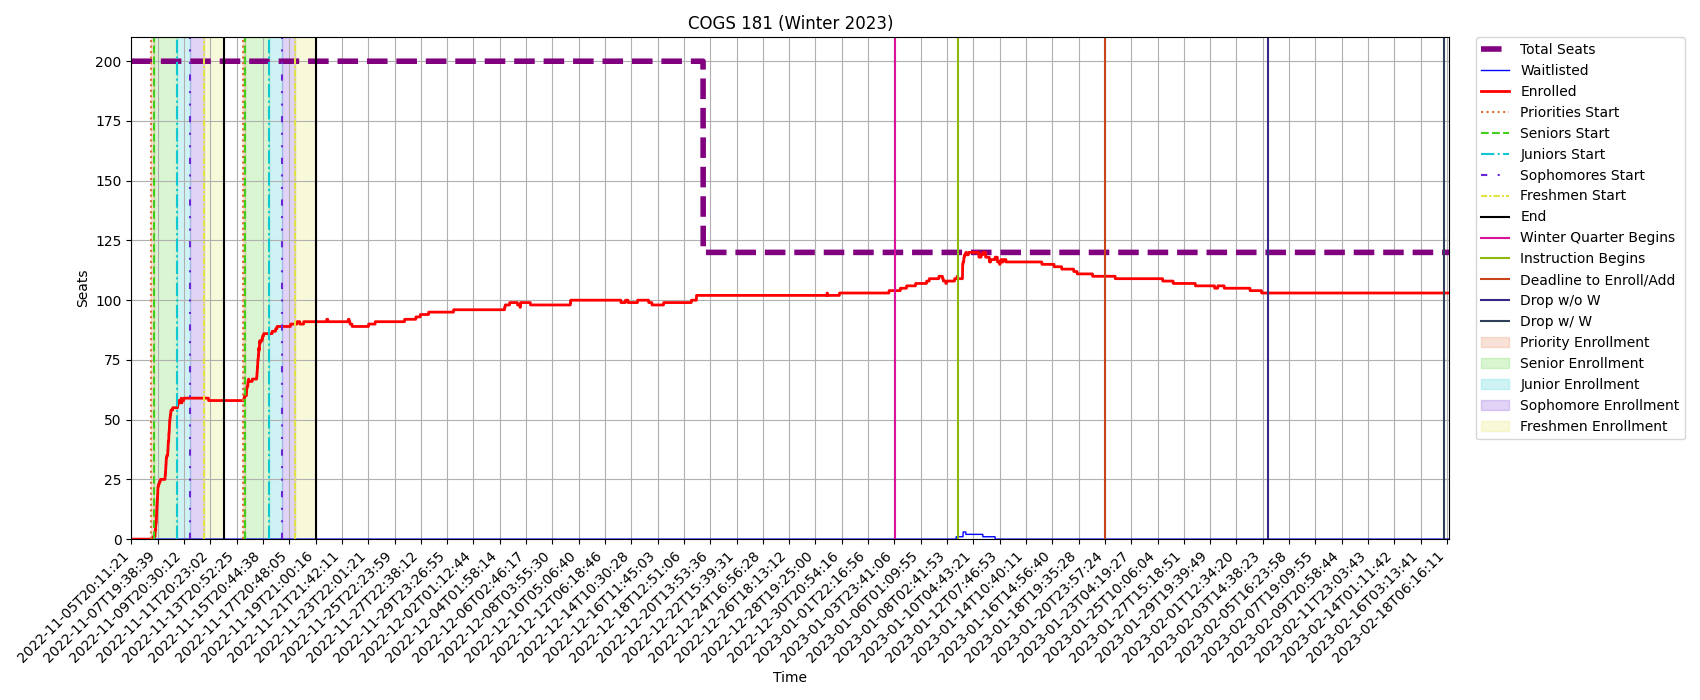 COGS 181 (Winter 2023)
Seats
200
175
150
125
100
75
50
25
0
2022-11-05T20:11:21
2022-11-07T19:38:39
2022-11-09T20:30:12
2022-11-11T20:23:02
2022-11-13T20:52:25
2022-11-15T20:44:38
2022-11-17T20:48:05
2022-11-19T21:00:16
2022-11-21T21:42:11
2022-11-23T22:01:21
2022-11-25T22:23:59
2022-11-27T22:38:12
2022-11-29T23:26:55
2022-12-02T01:12:44
2022-12-04T01:58:14
2022-12-06T02:46:17
2022-12-08T03:55:30
2022-12-10T05:06:40
2022-12-12T06:18:46
2022-12-14T10:30:28
2022-12-16T11:45:03
2022-12-18T12:51:06
2022-12-20T13:53:36
2022-12-22T15:39:31
2022-12-24T16:56:28
2022-12-26T18:13:12
2022-12-28T19:25:00
2022-12-30T20:54:16
2023-01-01T22:16:56
2023-01-03T23:41:06
2023-01-06T01:09:55
2023-01-08T02:41:53
2023-01-10T04:43:21
2023-01-12T07:46:53
2023-01-14T10:40:11
2023-01-16T14:56:40
2023-01-18T19:35:28
2023-01-20T23:57:24
2023-01-23T04:19:27
2023-01-25T10:06:04
2023-01-27T15:18:51
2023-01-29T19:39:49
2023-02-01T12:34:20
2023-02-03T14:38:23
2023-02-05T16:23:58
2023-02-07T19:09:55
2023-02-09T20:58:44
2023-02-11T23:03:43
2023-02-14T01:11:42
2023-02-16T03:13:41
2023-02-18T06:16:11
Time
Total Seats
Waitlisted
Enrolled
Priorities Start
Seniors Start
Juniors Start
Sophomores Start
Freshmen Start
End
Winter Quarter Begins
Instruction Begins
Deadline to Enroll/Add
Drop w/o W
Drop w/ W
Priority Enrollment
Senior Enrollment
Junior Enrollment
Sophomore Enrollment
Freshmen Enrollment